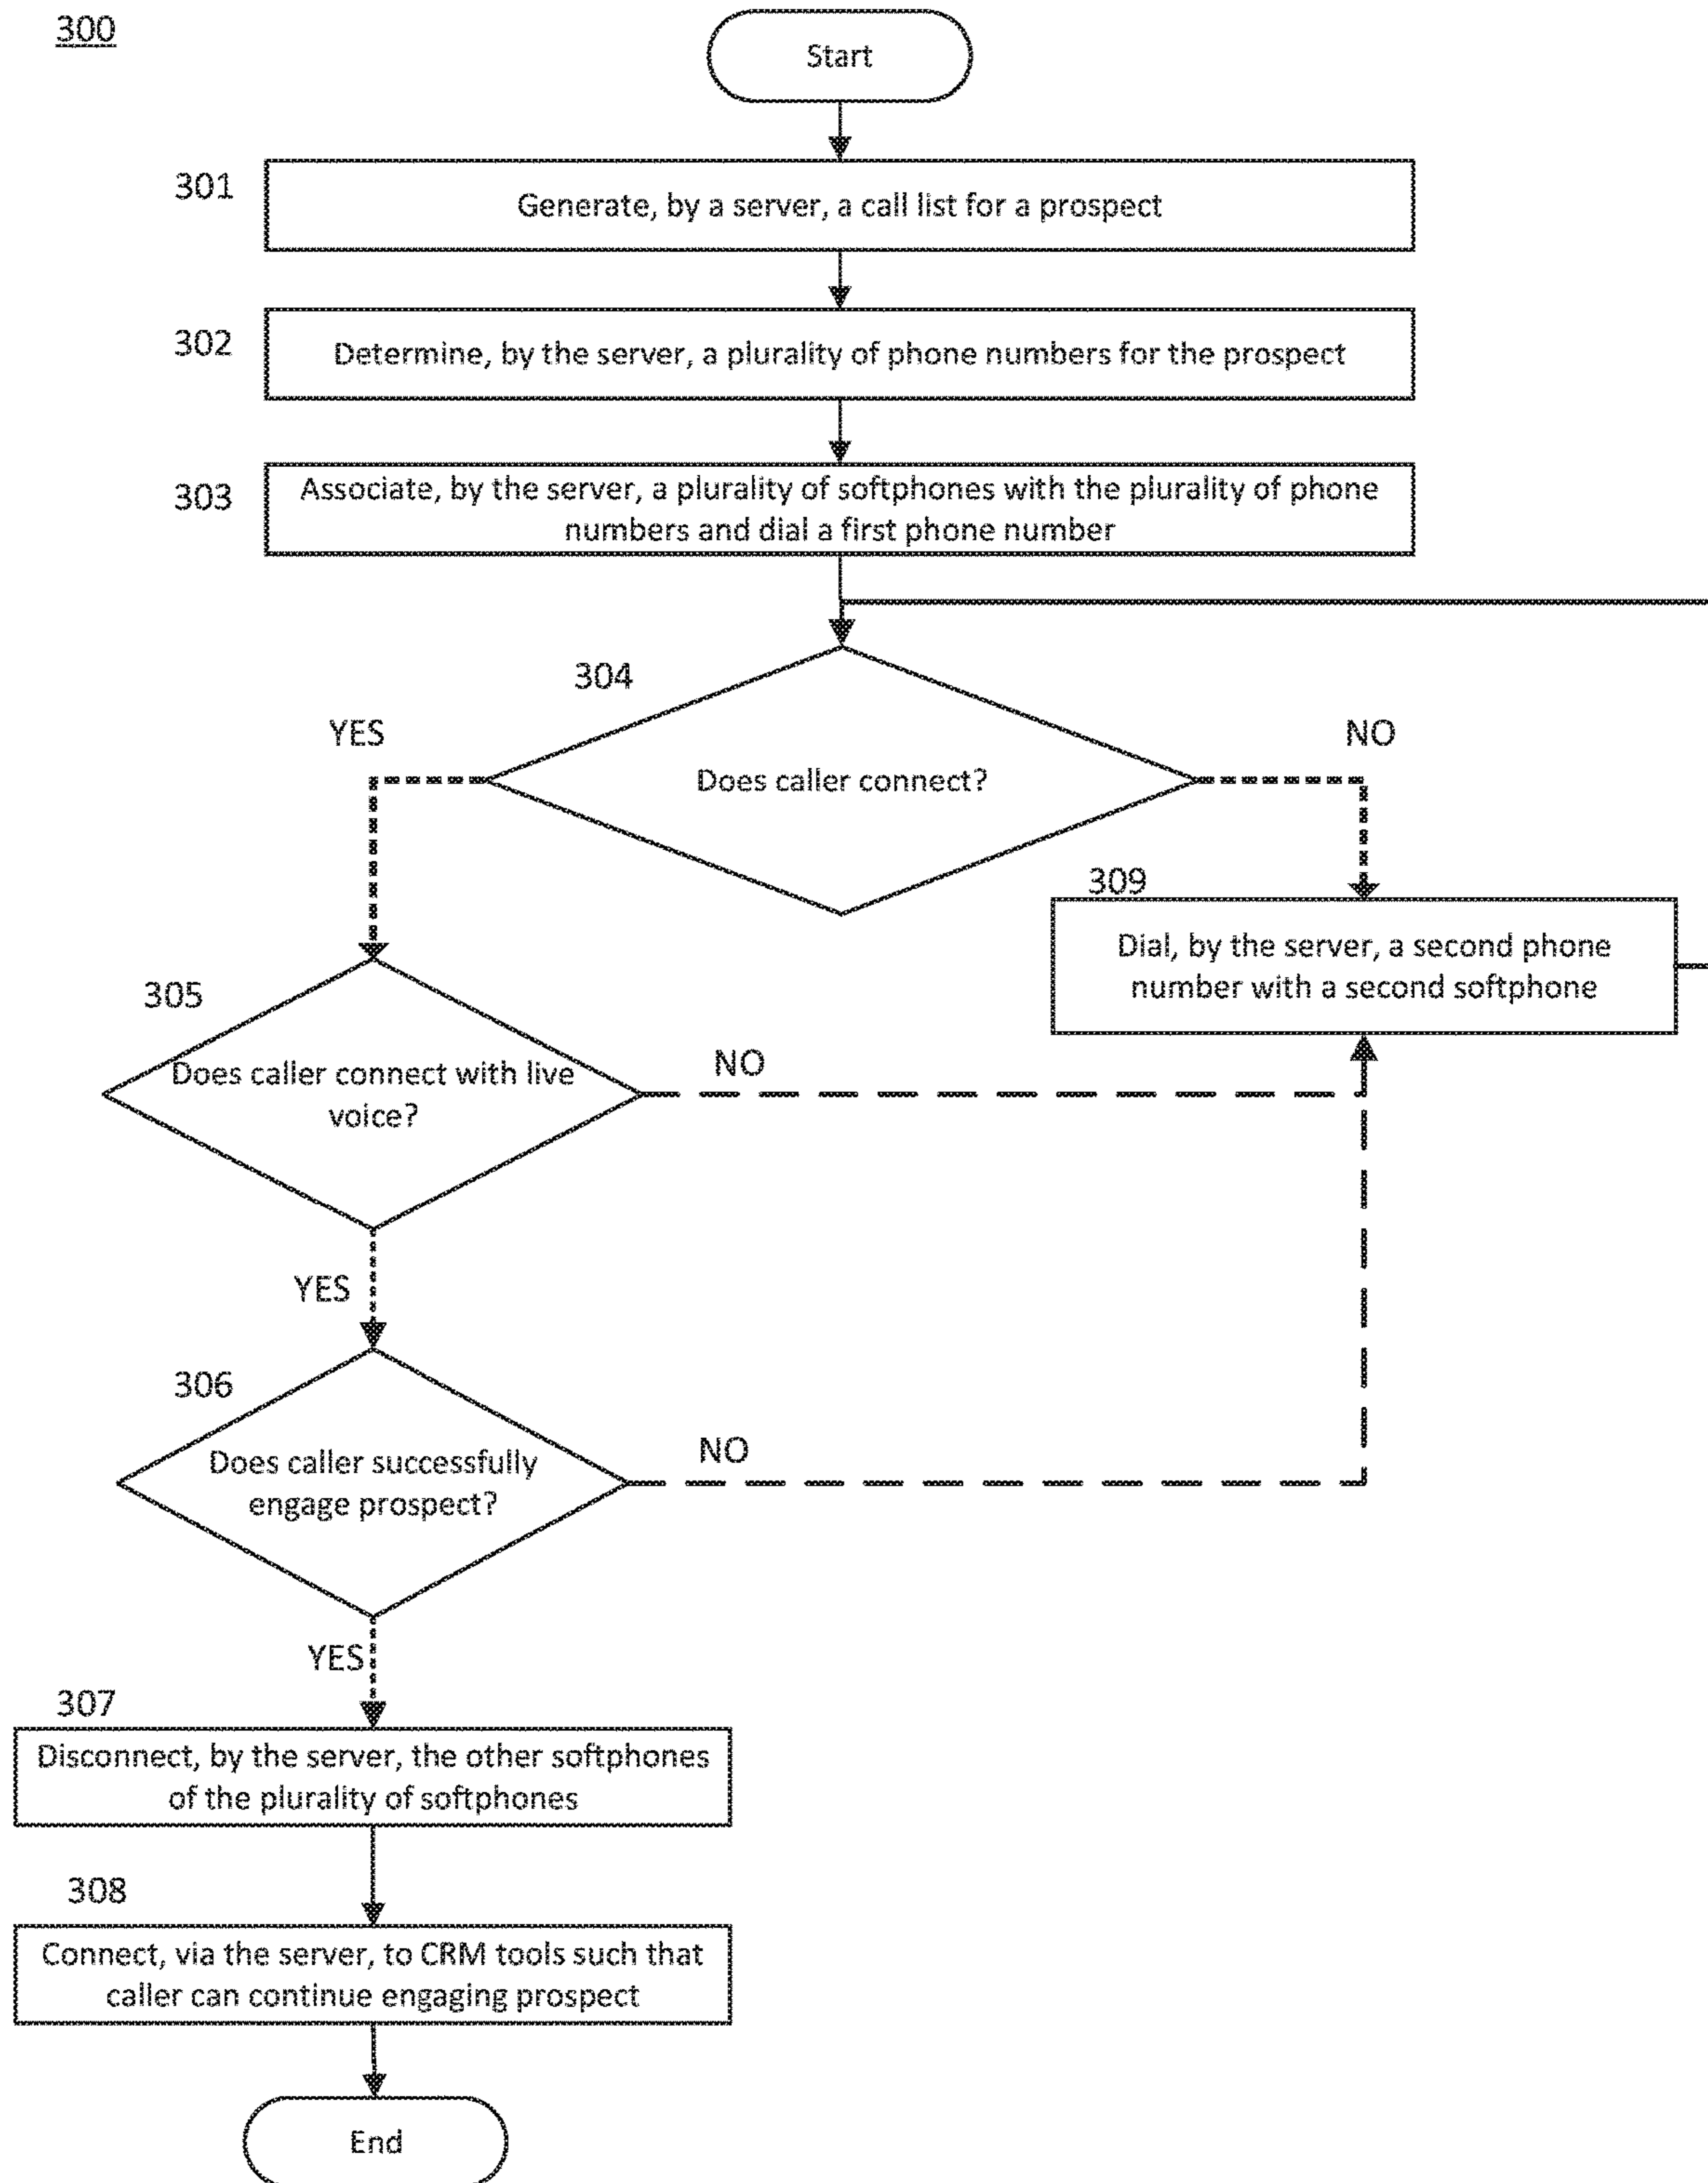 300
Start
301
Generate, by a server, a call list for a prospect
302
Determine, by the server, a plurality of phone numbers for the prospect
303
Associate, by the server, a plurality of softphones with the plurality of phone
numbers and dial a first phone number
304
YES
NO
Does caller connect?
309
Dial, by the server, a second phone
number with a second softphone
305
Does caller connect with live
voice?
NO
YES
306
Does caller successfully
engage prospect?
NO
YES
307
Disconnect, by the server, the other softphones
of the plurality of softphones
308
Connect, via the server, to CRM tools such that
caller can continue engaging prospect
End